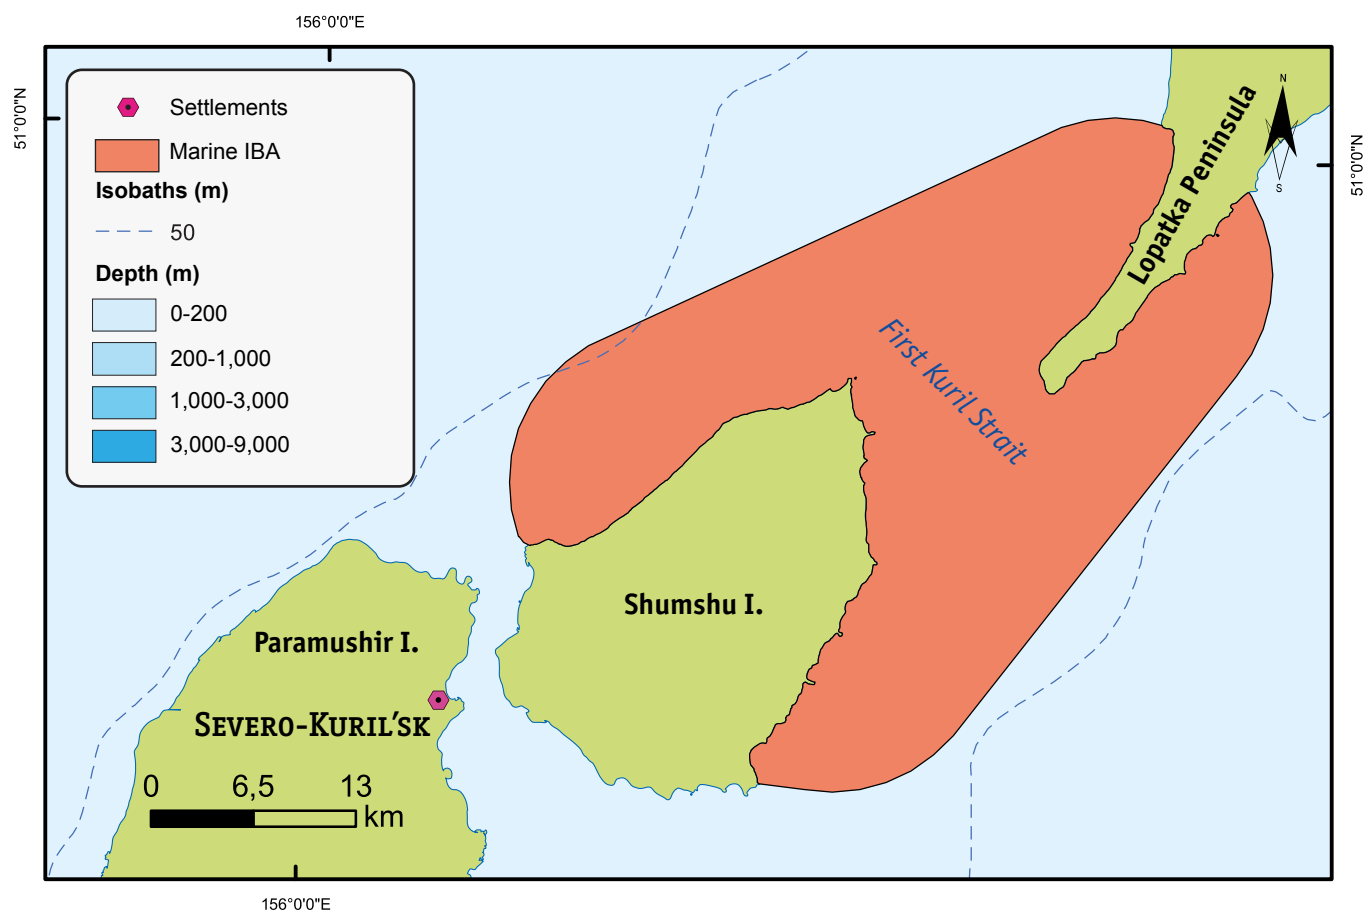 156°0'0"E
51°0'0"N
Settlements
Marine IBA
Isobaths (m)
50
Depth (m)
0-200
200-1,000
1,000-3,000
3,000-9,000
N
S
51°0'0"N
Lopatka Peninsula
First Kuril Strait
Shumshu I.
Paramushir I.
SEVERO-KURIL'SK
0 6,5 13
km
156°0'0"E